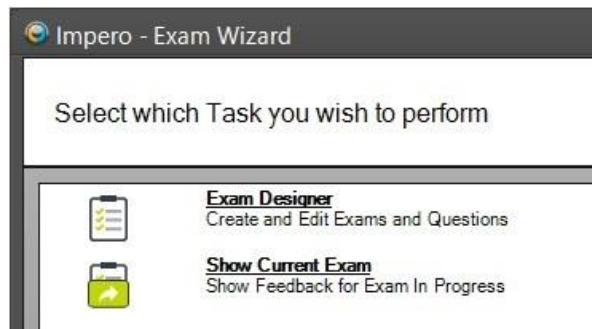 Impero - Exam Wizard
Select which Task you wish to perform
Exam Designer
Create and Edit Exams and Questions
Show Current Exam
Show Feedback for Exam In Progress